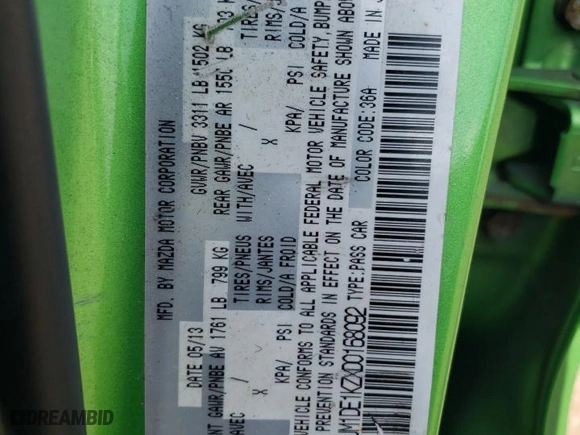 MFD. BY MAZDA MOTOR CORPORATION
DATE 05/13 GVWR/PNBV 3311 LB 1502 KG
GAWR/PNBE AV 1761 LB 799 KG REAR GAWR/PNBE AR 1550 LB
TIRES/PNEUS WITH/AVEC / TIRES/
RIMS/JANTES X RIMS/
COLD/A FROID KPA/ PSI COLD/A
/ X KPA/ PSI
VEHICLE CONFORMS TO ALL APPLICABLE FEDERAL MOTOR VEHICLE SAFETY, BUMP
PREVENTION STANDARDS IN EFFECT ON THE DATE OF MANUFACTURE SHOWN ABOV
TYPE:PASS CAR COLOR CODE:36A MADE IN
DREAMBID